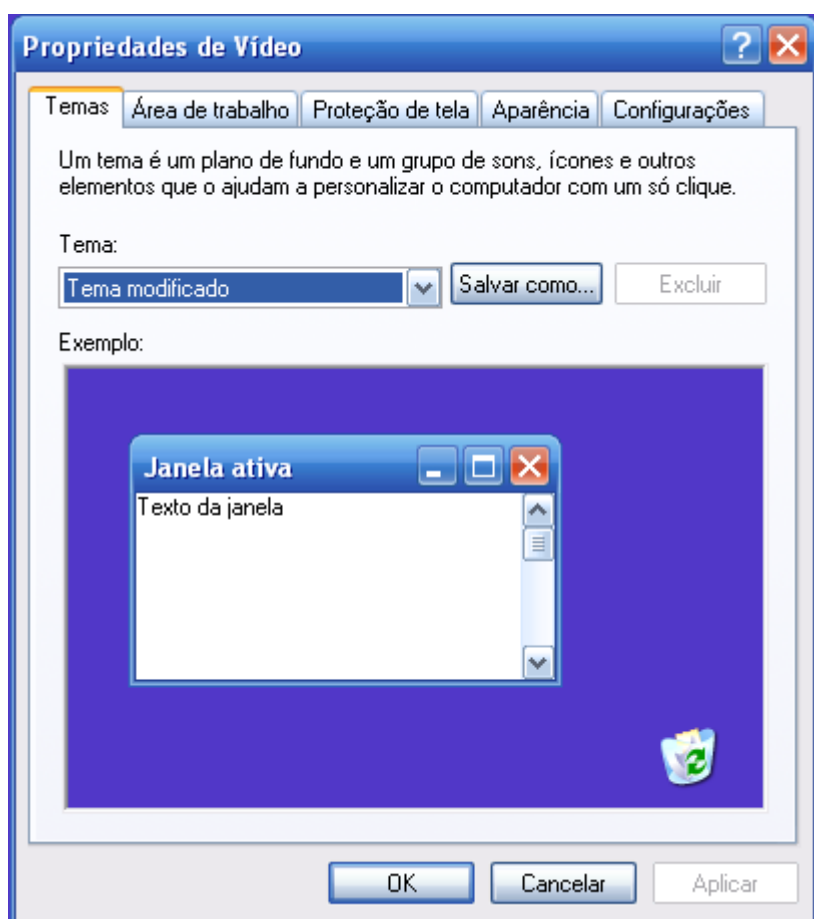 Propriedades de Vídeo
Temas Área de trabalho Proteção de tela Aparência Configurações
Um tema é um plano de fundo e um grupo de sons, ícones e outros
elementos que o ajudam a personalizar o computador com um só clique.
Tema:
Tema modificado Salvar como... Excluir
Exemplo:
Janela ativa
Texto da janela
OK Cancelar Aplicar